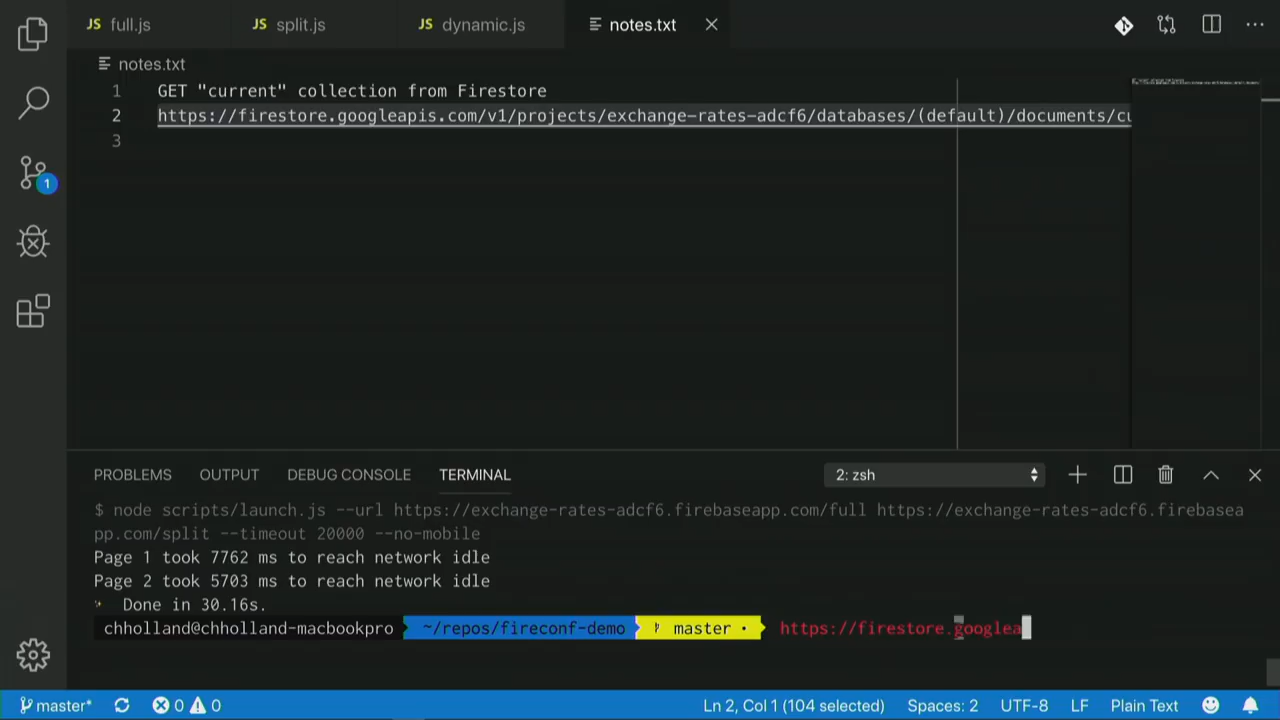 JS full.js JS split.js JS dynamic.js notes.txt
notes.txt
1 GET "current" collection from Firestore
2 https://firestore.googleapis.com/v1/projects/exchange-rates-adcf6/databases/(default)/documents/cu
3
1
PROBLEMS OUTPUT DEBUG CONSOLE TERMINAL 2: zsh
$ node scripts/launch.js --url https://exchange-rates-adcf6.firebaseapp.com/full https://exchange-rates-adcf6.firebasea
pp.com/split --timeout 20000 --no-mobile
Page 1 took 7762 ms to reach network idle
Page 2 took 5703 ms to reach network idle
Done in 30.16s.
chholland@chholland-macbookpro ~/repos/fireconf-demo master • https://firestore.googlea
master* 0 0 Ln 2, Col 1 (104 selected) Spaces: 2 UTF-8 LF Plain Text